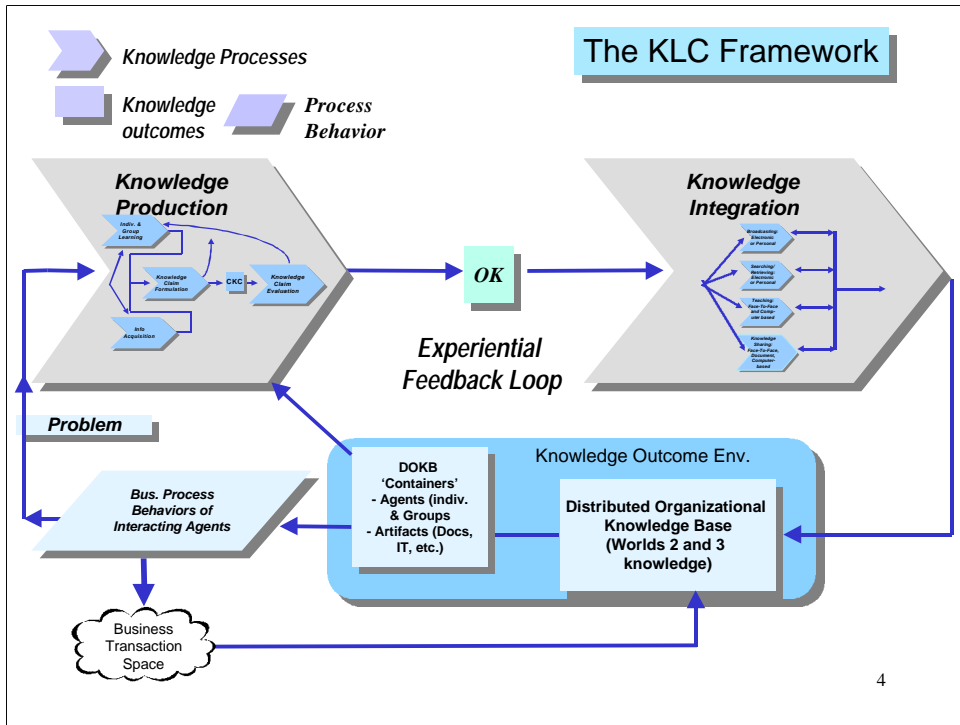 The KLC Framework
Knowledge Processes
Knowledge
outcomes
Process
Behavior
Knowledge
Production
Indiv. &
Group
Learning
Knowledge
Claim
Formulation
CKC
Knowledge
Claim
Evaluation
Info
Acquisition
OK
Experiential
Feedback Loop
Knowledge
Integration
Broadcasting:
Electronic
or Personal
Searching/
Retrieving:
Electronic
or Personal
Teaching:
Face-To-Face
and Comp-
uter based
Knowledge
Sharing:
Face-To-Face,
Document,
Computer-
based
Problem
Bus. Process
Behaviors of
Interacting Agents
Business
Transaction
Space
Knowledge Outcome Env.
DOKB
‘Containers’
- Agents (indiv.
& Groups
- Artifacts (Docs,
IT, etc.)
Distributed Organizational
Knowledge Base
(Worlds 2 and 3
knowledge)
4